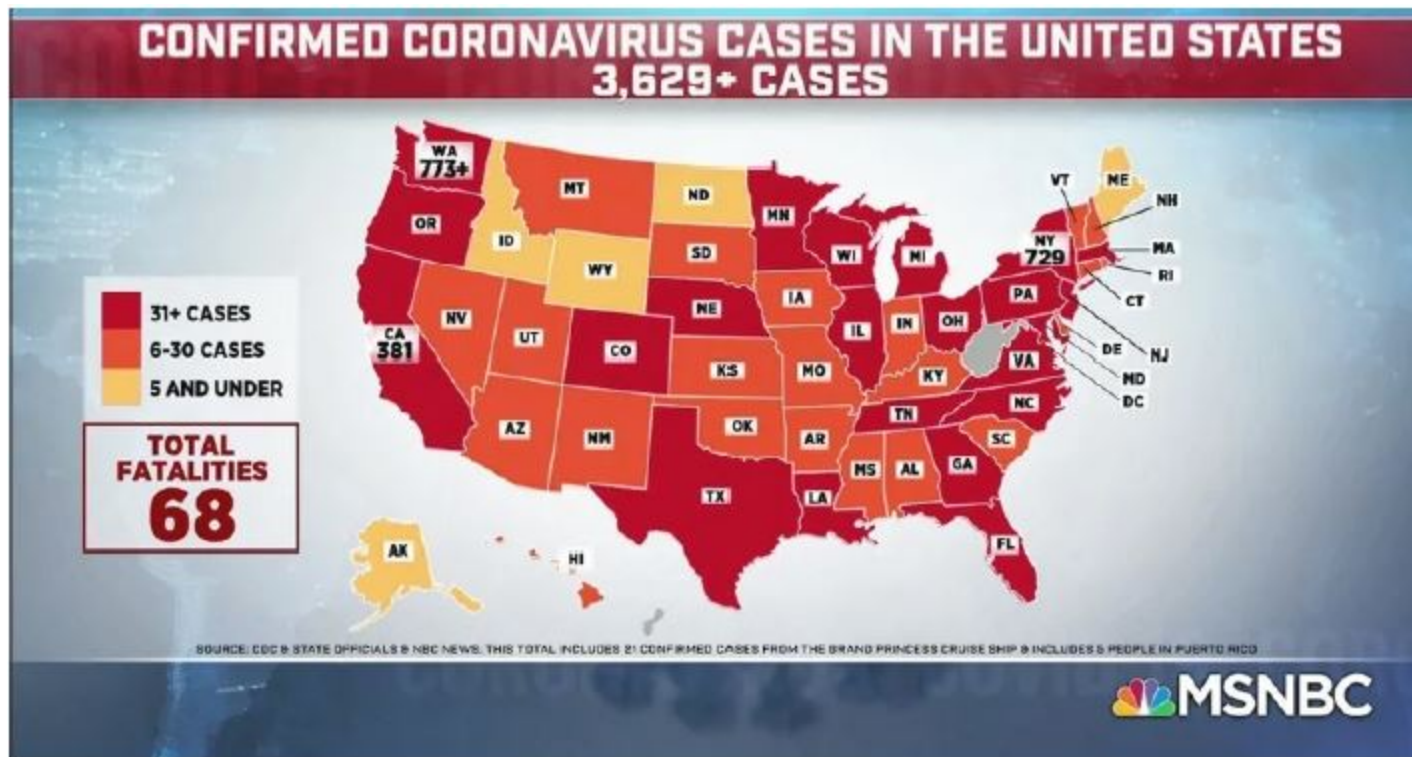 CONFIRMED CORONAVIRUS CASES IN THE UNITED STATES
3,629+ CASES
WA
773+
MT
ND
MN
VT
ME
NH
OR
ID
SD
WI
MI
NY
729
MA
RI
WY
31+ CASES
6-30 CASES
5 AND UNDER
NV
UT
CO
NE
IA
IL
IN
OH
PA
CT
CA
381
KS
MO
KY
VA
DE
NJ
MD
DC
AZ
NM
OK
AR
TN
NC
SC
MS
AL
GA
TX
LA
FL
TOTAL
FATALITIES
68
AK
HI
SOURCE: CDC & STATE OFFICIALS & NBC NEWS. THIS TOTAL INCLUDES 21 CONFIRMED CASES FROM THE GRAND PRINCESS CRUISE SHIP & INCLUDES 5 PEOPLE IN PUERTO RICO
MSNBC